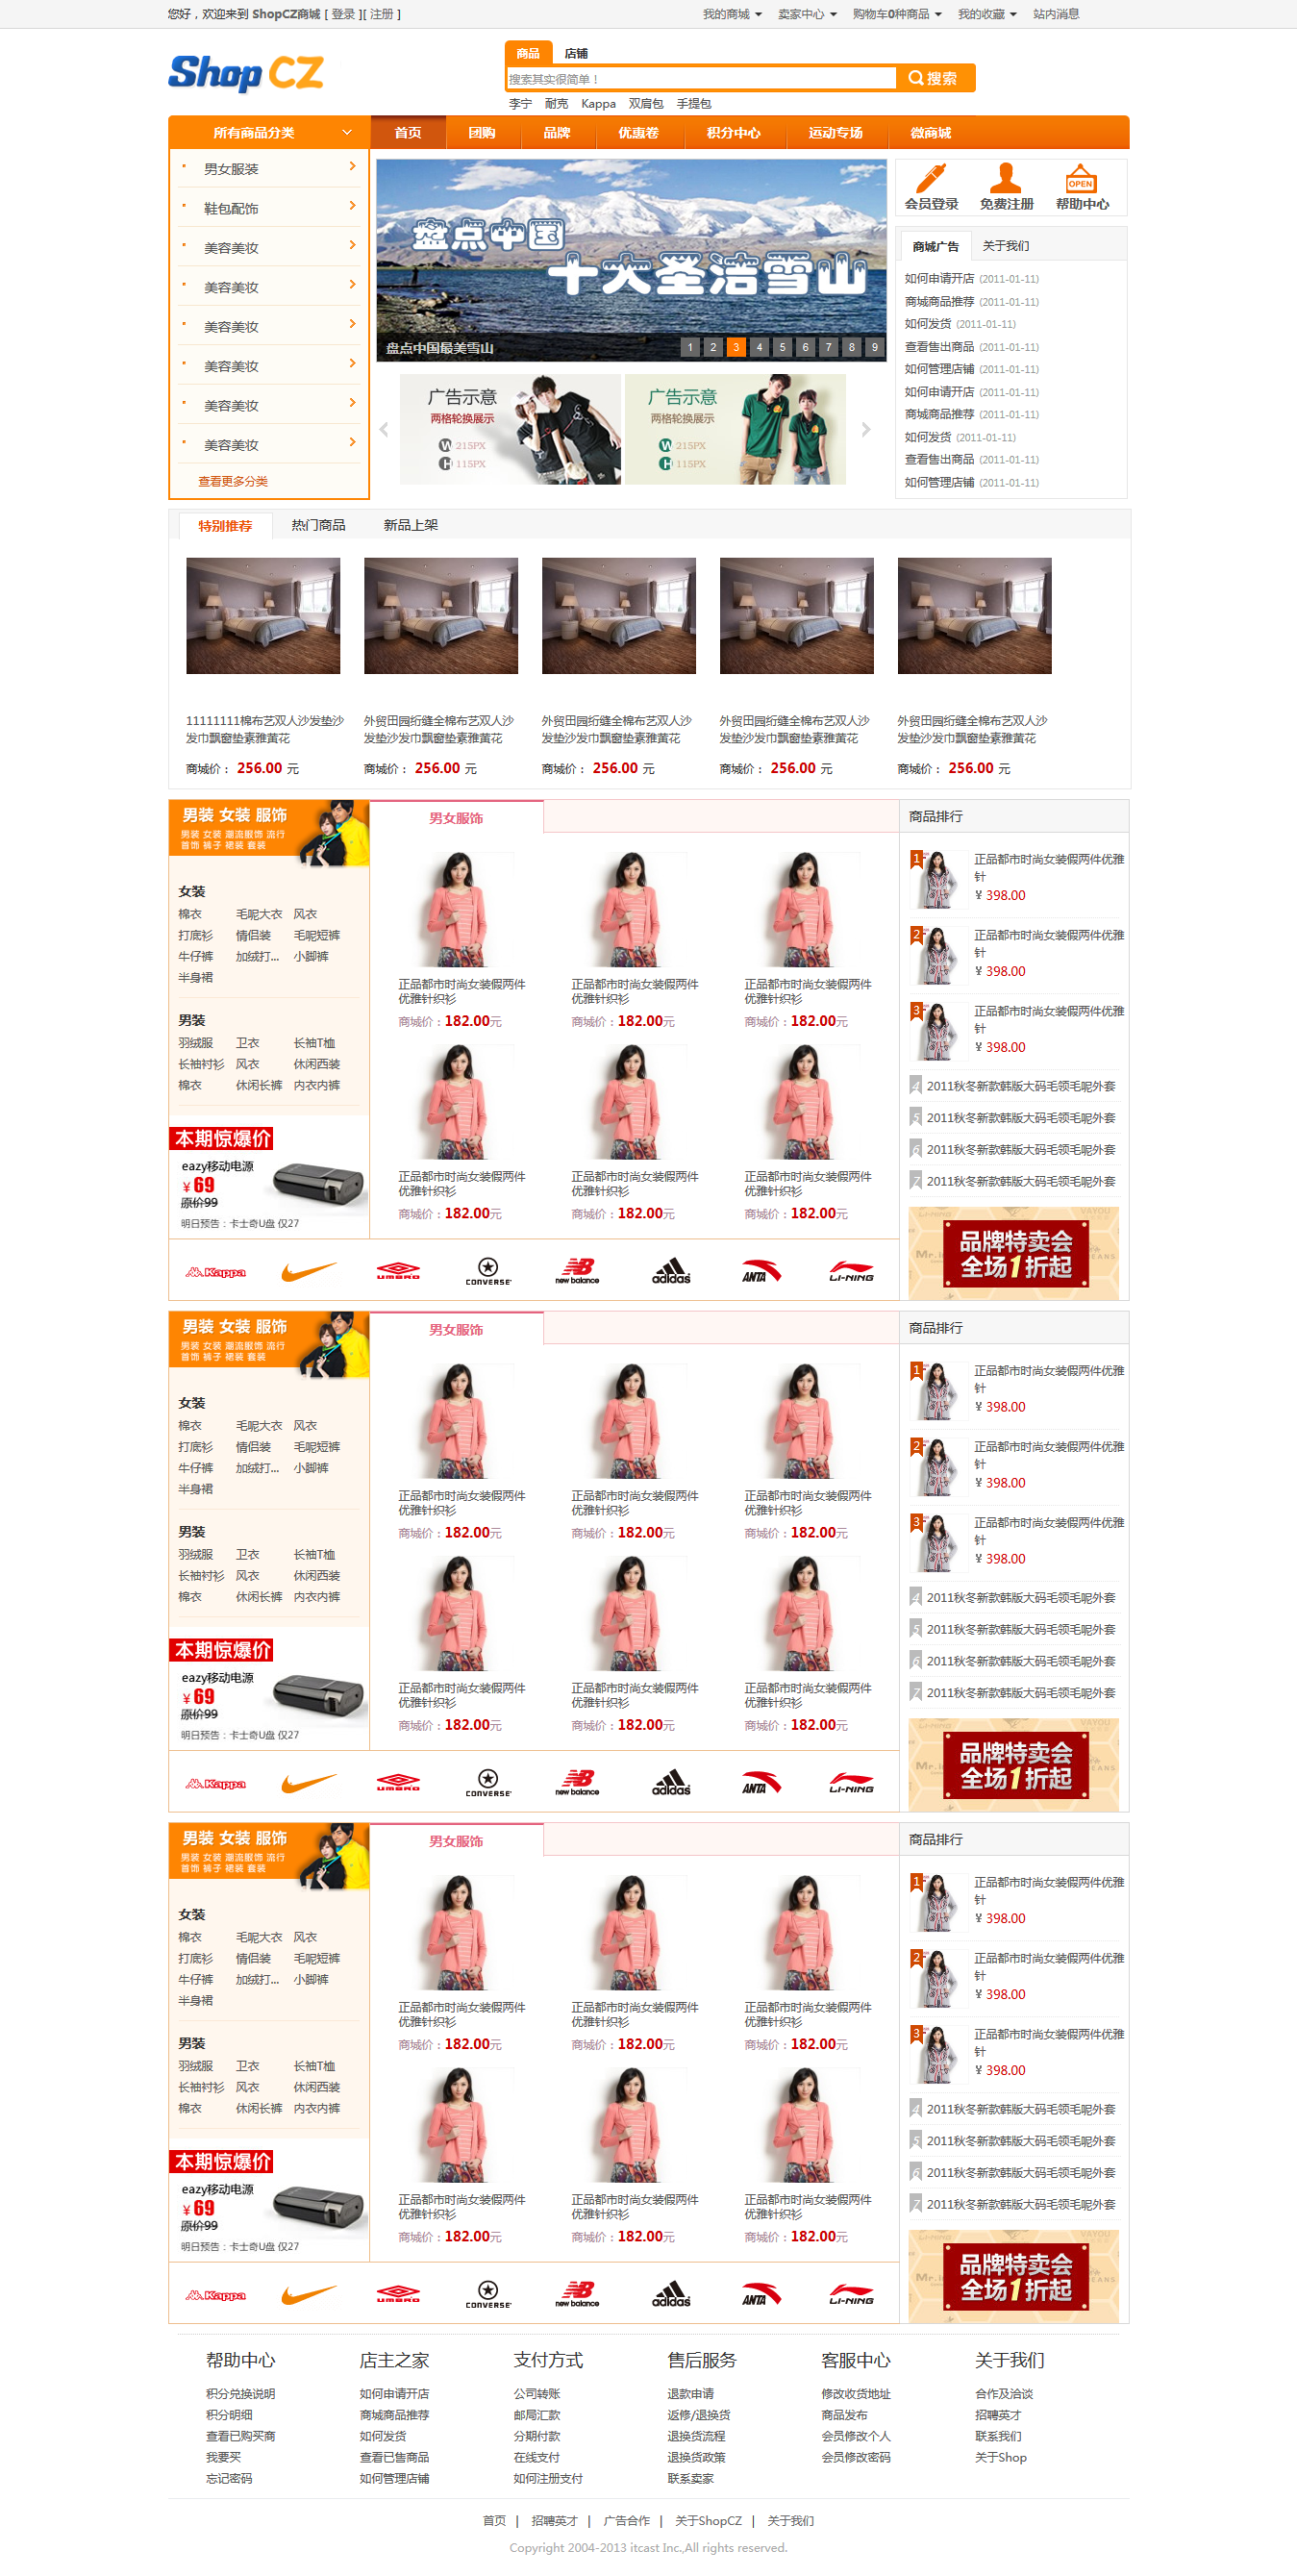 您好，欢迎来到 ShopCZ商城 [ 登录 ][ 注册 ]
我的商城 卖家中心 购物车0种商品 我的收藏 站内消息
Shop CZ
商品 店铺
搜索其实很简单！ 搜索
李宁 耐克 Kappa 双肩包 手提包
所有商品分类 首页 团购 品牌 优惠卷 积分中心 运动专场 微商城
男女服装
鞋包配饰
美容美妆
美容美妆
美容美妆
美容美妆
美容美妆
美容美妆
查看更多分类
盘点中国
十大圣洁雪山
盘点中国最美雪山
1 2 3 4 5 6 7 8 9
广告示意
两格轮换展示
W 215PX
H 115PX
广告示意
两格轮换展示
W 215PX
H 115PX
OPEN
会员登录 免费注册 帮助中心
商城广告 关于我们
如何申请开店 (2011-01-11)
商城商品推荐 (2011-01-11)
如何发货 (2011-01-11)
查看售出商品 (2011-01-11)
如何管理店铺 (2011-01-11)
如何申请开店 (2011-01-11)
商城商品推荐 (2011-01-11)
如何发货 (2011-01-11)
查看售出商品 (2011-01-11)
如何管理店铺 (2011-01-11)
特别推荐 热门商品 新品上架
11111111棉布艺双人沙发垫沙
发巾飘窗垫素雅黄花
商城价： 256.00 元
外贸田园绗缝全棉布艺双人沙
发垫沙发巾飘窗垫素雅黄花
商城价： 256.00 元
外贸田园绗缝全棉布艺双人沙
发垫沙发巾飘窗垫素雅黄花
商城价： 256.00 元
外贸田园绗缝全棉布艺双人沙
发垫沙发巾飘窗垫素雅黄花
商城价： 256.00 元
外贸田园绗缝全棉布艺双人沙
发垫沙发巾飘窗垫素雅黄花
商城价： 256.00 元
男装 女装 服饰
男装 女装 潮流服饰 流行
首饰 裤子 裙装 套装
女装
棉衣 毛呢大衣 风衣
打底衫 情侣装 毛呢短裤
牛仔裤 加绒打... 小脚裤
半身裙
男装
羽绒服 卫衣 长袖T恤
长袖衬衫 风衣 休闲西装
棉衣 休闲长裤 内衣内裤
本期惊爆价
eazy移动电源
¥ 69
原价99
明日预告：卡士奇U盘 仅27
男女服饰
正品都市时尚女装假两件
优雅针织衫
商城价：182.00元
正品都市时尚女装假两件
优雅针织衫
商城价：182.00元
正品都市时尚女装假两件
优雅针织衫
商城价：182.00元
正品都市时尚女装假两件
优雅针织衫
商城价：182.00元
正品都市时尚女装假两件
优雅针织衫
商城价：182.00元
正品都市时尚女装假两件
优雅针织衫
商城价：182.00元
Kappa UMBRO CONVERSE new balance adidas ANTA LI-NING
商品排行
1 正品都市时尚女装假两件优雅
针
¥ 398.00
2 正品都市时尚女装假两件优雅
针
¥ 398.00
3 正品都市时尚女装假两件优雅
针
¥ 398.00
4 2011秋冬新款韩版大码毛领毛呢外套
5 2011秋冬新款韩版大码毛领毛呢外套
6 2011秋冬新款韩版大码毛领毛呢外套
7 2011秋冬新款韩版大码毛领毛呢外套
品牌特卖会
全场1折起
男装 女装 服饰
男装 女装 潮流服饰 流行
首饰 裤子 裙装 套装
女装
棉衣 毛呢大衣 风衣
打底衫 情侣装 毛呢短裤
牛仔裤 加绒打... 小脚裤
半身裙
男装
羽绒服 卫衣 长袖T恤
长袖衬衫 风衣 休闲西装
棉衣 休闲长裤 内衣内裤
本期惊爆价
eazy移动电源
¥ 69
原价99
明日预告：卡士奇U盘 仅27
男女服饰
正品都市时尚女装假两件
优雅针织衫
商城价：182.00元
正品都市时尚女装假两件
优雅针织衫
商城价：182.00元
正品都市时尚女装假两件
优雅针织衫
商城价：182.00元
正品都市时尚女装假两件
优雅针织衫
商城价：182.00元
正品都市时尚女装假两件
优雅针织衫
商城价：182.00元
正品都市时尚女装假两件
优雅针织衫
商城价：182.00元
Kappa UMBRO CONVERSE new balance adidas ANTA LI-NING
商品排行
1 正品都市时尚女装假两件优雅
针
¥ 398.00
2 正品都市时尚女装假两件优雅
针
¥ 398.00
3 正品都市时尚女装假两件优雅
针
¥ 398.00
4 2011秋冬新款韩版大码毛领毛呢外套
5 2011秋冬新款韩版大码毛领毛呢外套
6 2011秋冬新款韩版大码毛领毛呢外套
7 2011秋冬新款韩版大码毛领毛呢外套
品牌特卖会
全场1折起
男装 女装 服饰
男装 女装 潮流服饰 流行
首饰 裤子 裙装 套装
女装
棉衣 毛呢大衣 风衣
打底衫 情侣装 毛呢短裤
牛仔裤 加绒打... 小脚裤
半身裙
男装
羽绒服 卫衣 长袖T恤
长袖衬衫 风衣 休闲西装
棉衣 休闲长裤 内衣内裤
本期惊爆价
eazy移动电源
¥ 69
原价99
明日预告：卡士奇U盘 仅27
男女服饰
正品都市时尚女装假两件
优雅针织衫
商城价：182.00元
正品都市时尚女装假两件
优雅针织衫
商城价：182.00元
正品都市时尚女装假两件
优雅针织衫
商城价：182.00元
正品都市时尚女装假两件
优雅针织衫
商城价：182.00元
正品都市时尚女装假两件
优雅针织衫
商城价：182.00元
正品都市时尚女装假两件
优雅针织衫
商城价：182.00元
Kappa UMBRO CONVERSE new balance adidas ANTA LI-NING
商品排行
1 正品都市时尚女装假两件优雅
针
¥ 398.00
2 正品都市时尚女装假两件优雅
针
¥ 398.00
3 正品都市时尚女装假两件优雅
针
¥ 398.00
4 2011秋冬新款韩版大码毛领毛呢外套
5 2011秋冬新款韩版大码毛领毛呢外套
6 2011秋冬新款韩版大码毛领毛呢外套
7 2011秋冬新款韩版大码毛领毛呢外套
品牌特卖会
全场1折起
帮助中心 店主之家 支付方式 售后服务 客服中心 关于我们
积分兑换说明 如何申请开店 公司转账 退款申请 修改收货地址 合作及洽谈
积分明细 商城商品推荐 邮局汇款 返修/退换货 商品发布 招聘英才
查看已购买商 如何发货 分期付款 退换货流程 会员修改个人 联系我们
我要买 查看已售商品 在线支付 退换货政策 会员修改密码 关于Shop
忘记密码 如何管理店铺 如何注册支付 联系卖家
首页 | 招聘英才 | 广告合作 | 关于ShopCZ | 关于我们
Copyright 2004-2013 itcast Inc.,All rights reserved.